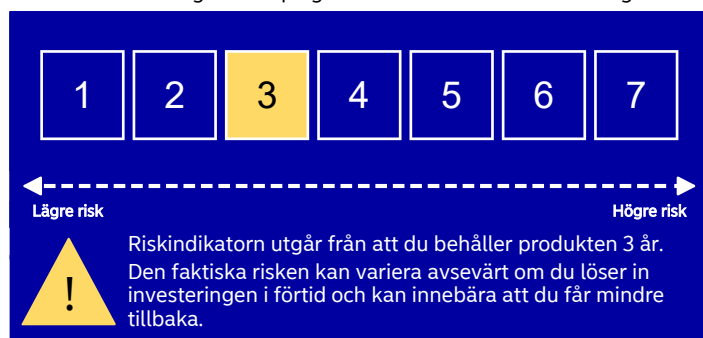 1 2 3 4 5 6 7
Lägre risk Högre risk
Riskindikatorn utgår från att du behåller produkten 3 år.
Den faktiska risken kan variera avsevärt om du löser in
investeringen i förtid och kan innebära att du får mindre
tillbaka.
!